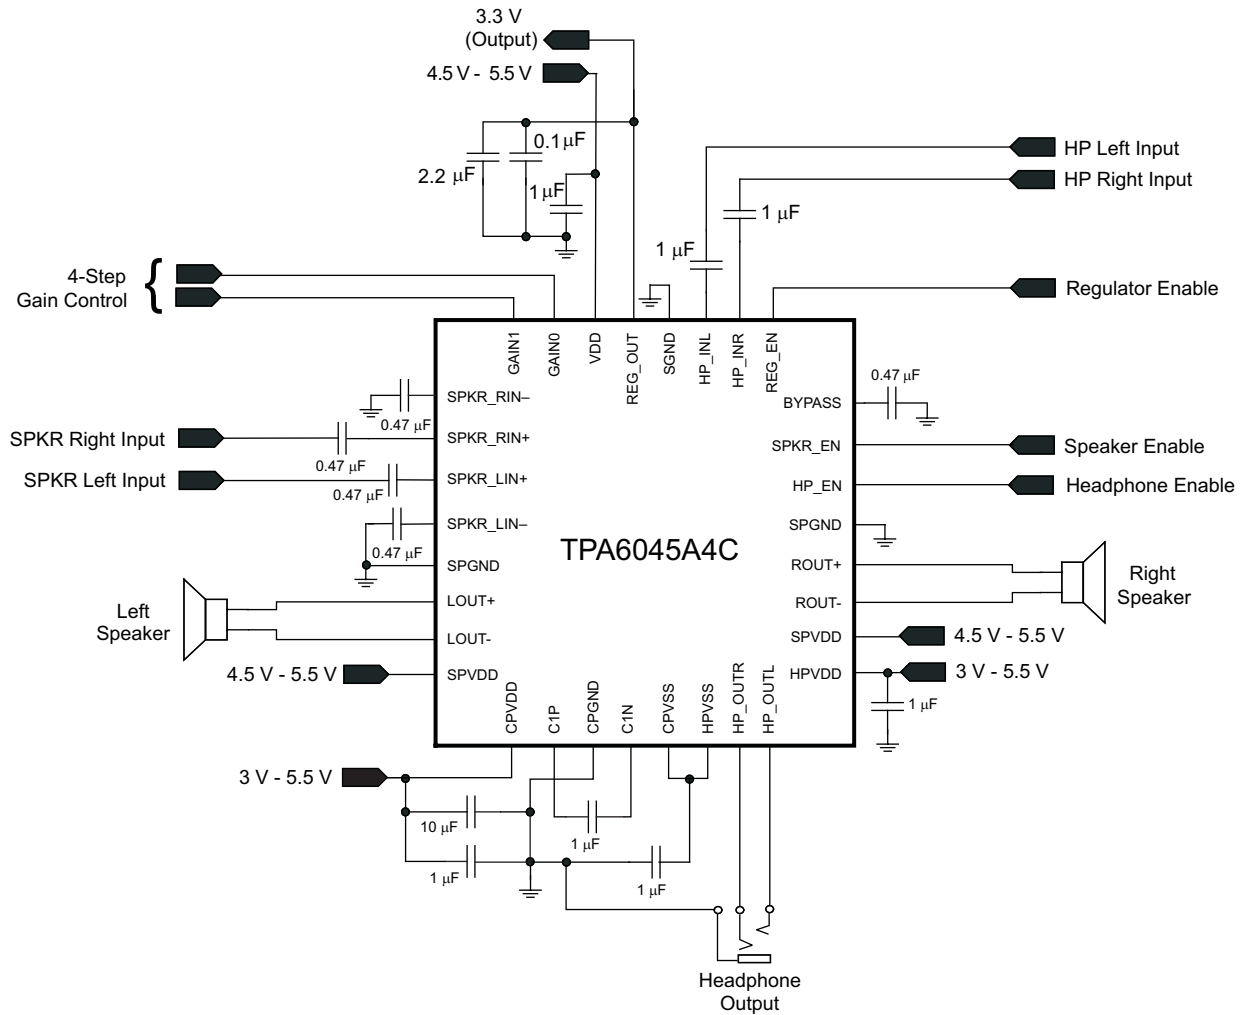 3.3 V
(Output)
4.5 V - 5.5 V
0.1 µF
2.2 µF
1 µF
HP Left Input
HP Right Input
1 µF
1 µF
4-Step
Gain Control
{
Regulator Enable
GAIN1
GAIN0
VDD
REG_OUT
SGND
HP_INL
HP_INR
REG_EN
SPKR_RIN–
0.47 µF
BYPASS
0.47 µF
SPKR Right Input
0.47 µF
SPKR_RIN+
SPKR_EN
Speaker Enable
SPKR Left Input
0.47 µF
SPKR_LIN+
HP_EN
Headphone Enable
SPKR_LIN–
0.47 µF
TPA6045A4C
SPGND
SPGND
ROUT+
Right
Speaker
Left
Speaker
LOUT+
ROUT-
LOUT-
SPVDD
4.5 V - 5.5 V
4.5 V - 5.5 V
SPVDD
HPVDD
3 V - 5.5 V
1 µF
CPVDD
C1P
CPGND
C1N
CPVSS
HPVSS
HP_OUTR
HP_OUTL
3 V - 5.5 V
10 µF
1 µF
1 µF
1 µF
Headphone
Output